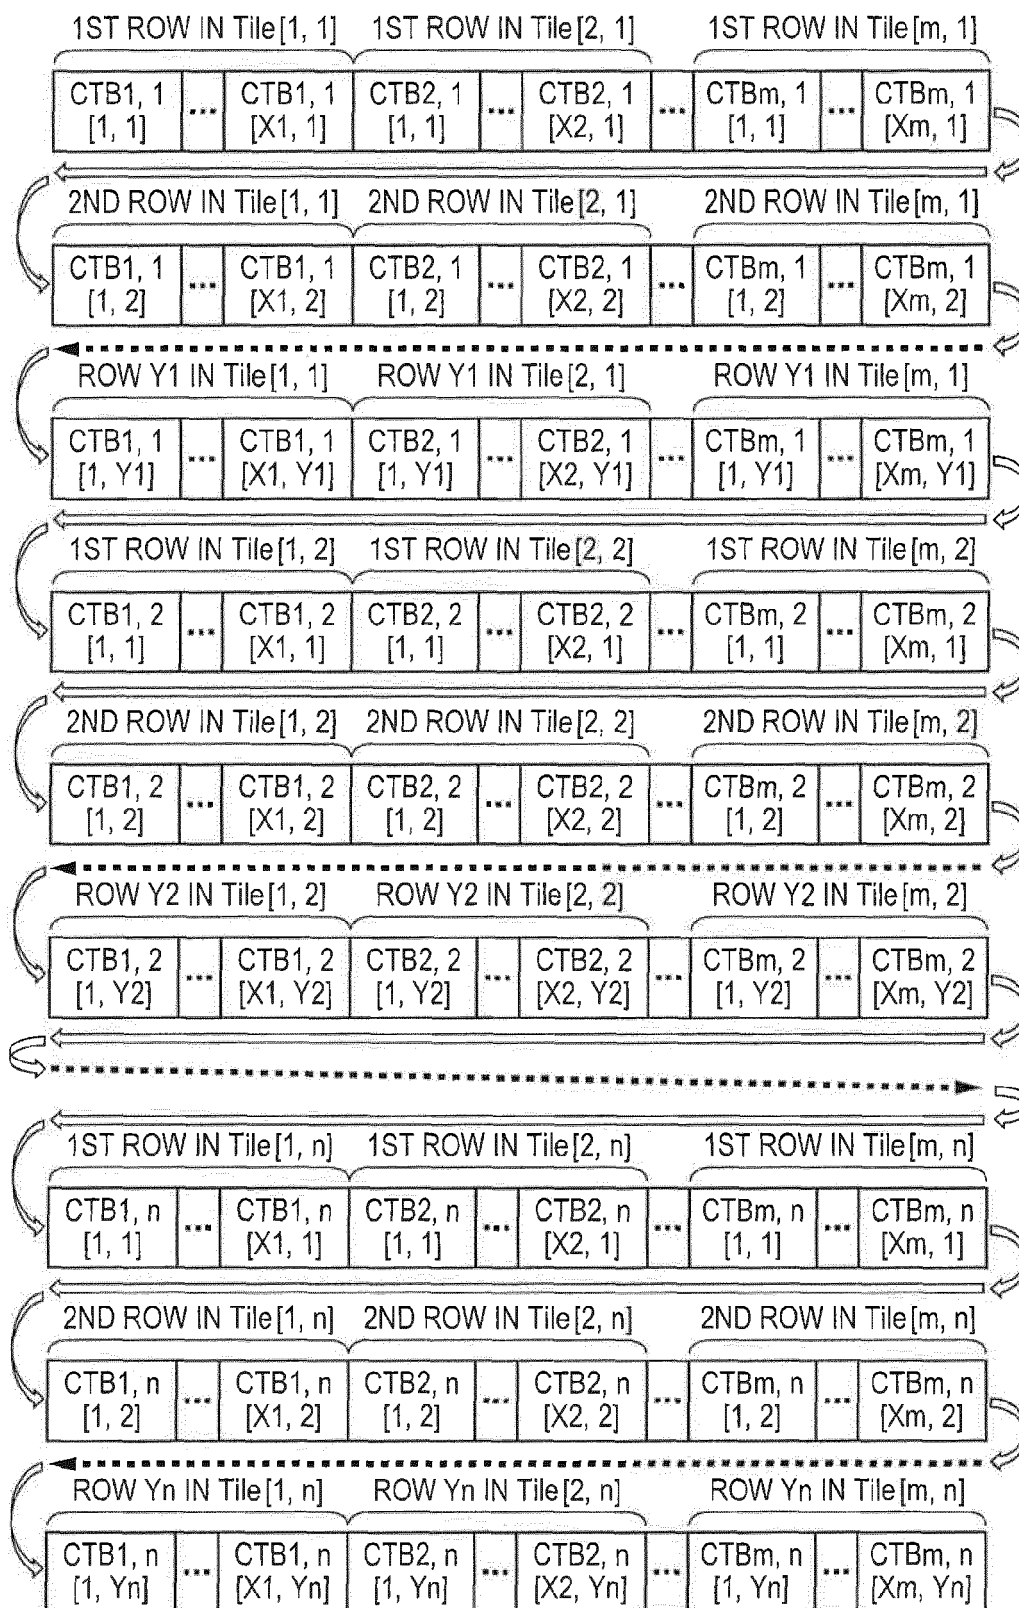 1ST ROW IN Tile[1, 1] 1ST ROW IN Tile[2, 1] 1ST ROW IN Tile[m, 1]
CTB1, 1 ... CTB1, 1 CTB2, 1 ... CTB2, 1 ... CTBm, 1 ... CTBm, 1
[1, 1] [X1, 1] [1, 1] [X2, 1] [1, 1] [Xm, 1]
2ND ROW IN Tile[1, 1] 2ND ROW IN Tile[2, 1] 2ND ROW IN Tile[m, 1]
CTB1, 1 ... CTB1, 1 CTB2, 1 ... CTB2, 1 ... CTBm, 1 ... CTBm, 1
[1, 2] [X1, 2] [1, 2] [X2, 2] [1, 2] [Xm, 2]
ROW Y1 IN Tile[1, 1] ROW Y1 IN Tile[2, 1] ROW Y1 IN Tile[m, 1]
CTB1, 1 ... CTB1, 1 CTB2, 1 ... CTB2, 1 ... CTBm, 1 ... CTBm, 1
[1, Y1] [X1, Y1] [1, Y1] [X2, Y1] [1, Y1] [Xm, Y1]
1ST ROW IN Tile[1, 2] 1ST ROW IN Tile[2, 2] 1ST ROW IN Tile[m, 2]
CTB1, 2 ... CTB1, 2 CTB2, 2 ... CTB2, 2 ... CTBm, 2 ... CTBm, 2
[1, 1] [X1, 1] [1, 1] [X2, 1] [1, 1] [Xm, 1]
2ND ROW IN Tile[1, 2] 2ND ROW IN Tile[2, 2] 2ND ROW IN Tile[m, 2]
CTB1, 2 ... CTB1, 2 CTB2, 2 ... CTB2, 2 ... CTBm, 2 ... CTBm, 2
[1, 2] [X1, 2] [1, 2] [X2, 2] [1, 2] [Xm, 2]
ROW Y2 IN Tile[1, 2] ROW Y2 IN Tile[2, 2] ROW Y2 IN Tile[m, 2]
CTB1, 2 ... CTB1, 2 CTB2, 2 ... CTB2, 2 ... CTBm, 2 ... CTBm, 2
[1, Y2] [X1, Y2] [1, Y2] [X2, Y2] [1, Y2] [Xm, Y2]
1ST ROW IN Tile[1, n] 1ST ROW IN Tile[2, n] 1ST ROW IN Tile[m, n]
CTB1, n ... CTB1, n CTB2, n ... CTB2, n ... CTBm, n ... CTBm, n
[1, 1] [X1, 1] [1, 1] [X2, 1] [1, 1] [Xm, 1]
2ND ROW IN Tile[1, n] 2ND ROW IN Tile[2, n] 2ND ROW IN Tile[m, n]
CTB1, n ... CTB1, n CTB2, n ... CTB2, n ... CTBm, n ... CTBm, n
[1, 2] [X1, 2] [1, 2] [X2, 2] [1, 2] [Xm, 2]
ROW Yn IN Tile[1, n] ROW Yn IN Tile[2, n] ROW Yn IN Tile[m, n]
CTB1, n ... CTB1, n CTB2, n ... CTB2, n ... CTBm, n ... CTBm, n
[1, Yn] [X1, Yn] [1, Yn] [X2, Yn] [1, Yn] [Xm, Yn]